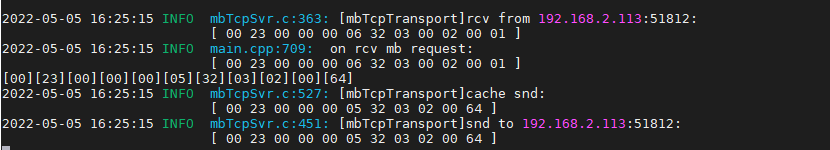 2022-05-05 16:25:15 INFO  mbTcpSvr.c:363: [mbTcpTransport]rcv from 192.168.2.113:51812:
[ 00 23 00 00 00 06 32 03 00 02 00 01 ]
2022-05-05 16:25:15 INFO  main.cpp:709:  on rcv mb request:
[ 00 23 00 00 00 06 32 03 00 02 00 01 ]
[00][23][00][00][00][05][32][03][02][00][64]
2022-05-05 16:25:15 INFO  mbTcpSvr.c:527: [mbTcpTransport]cache snd:
[ 00 23 00 00 00 05 32 03 02 00 64 ]
2022-05-05 16:25:15 INFO  mbTcpSvr.c:451: [mbTcpTransport]snd to 192.168.2.113:51812:
[ 00 23 00 00 00 05 32 03 02 00 64 ]